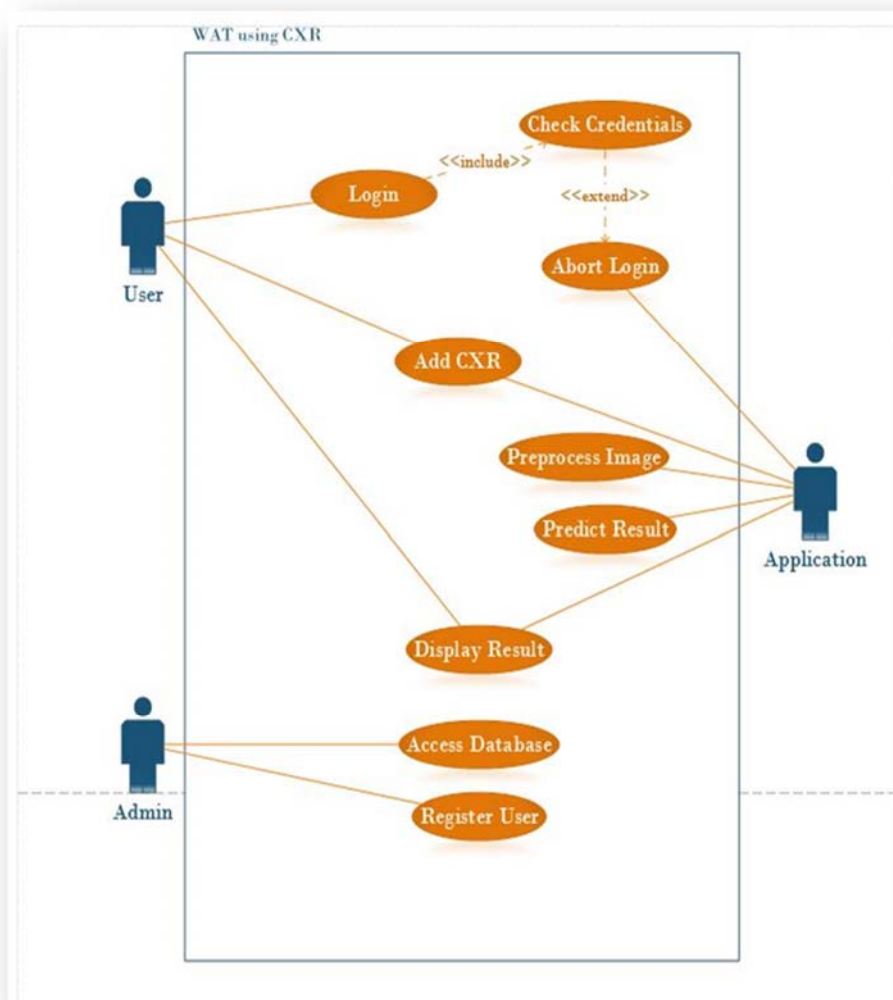 WAT using CXR
Check Credentials
<<include>>
Login
<<extend>>
Abort Login
User
Add CXR
Preprocess Image
Predict Result
Application
Display Result
Access Database
Admin
Register User